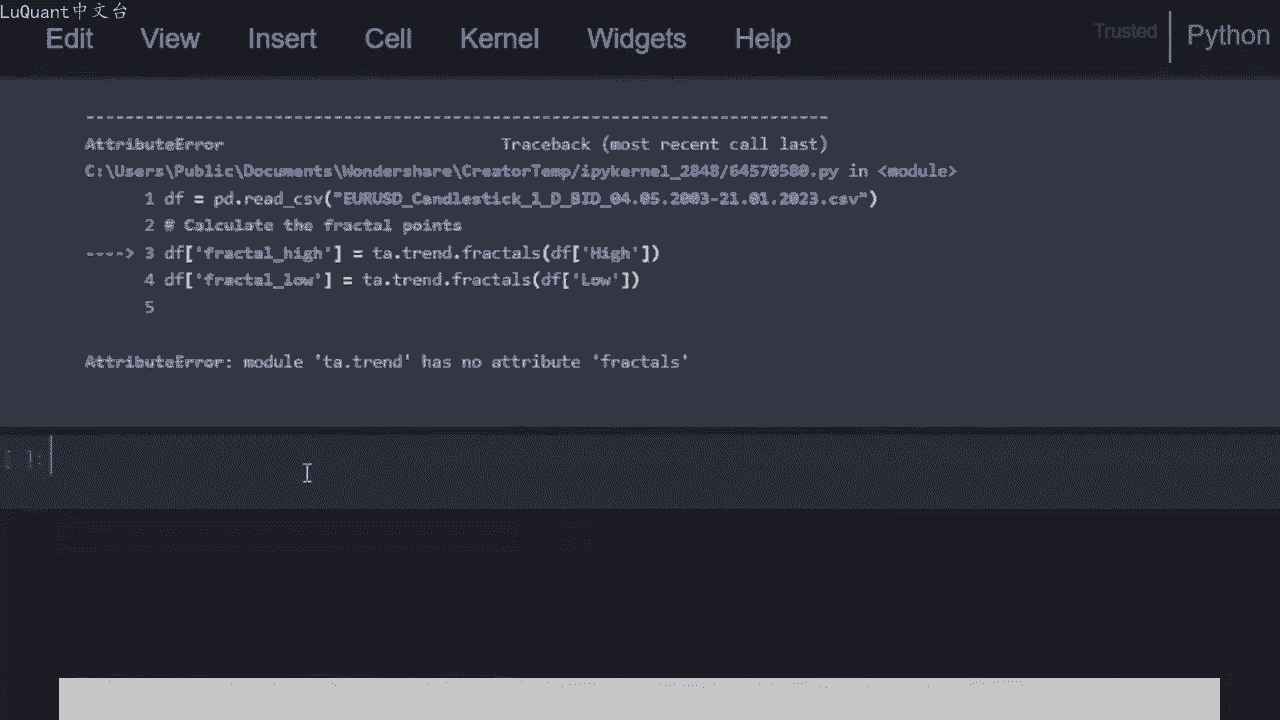 LuQuant中文台
Edit View Insert Cell Kernel Widgets Help Trusted Python
---------------------------------------------------------------------------
AttributeError Traceback (most recent call last)
C:\Users\Public\Documents\Wondershare\CreatorTemp/ipykernel_2848/64570580.py in <module>
1 df = pd.read_csv("EURUSD_Candlestick_1_D_BID_04.05.2003-21.01.2023.csv")
2 # Calculate the fractal points
----> 3 df['fractal_high'] = ta.trend.fractals(df['High'])
4 df['fractal_low'] = ta.trend.fractals(df['Low'])
5
AttributeError: module 'ta.trend' has no attribute 'fractals'
[ ]: